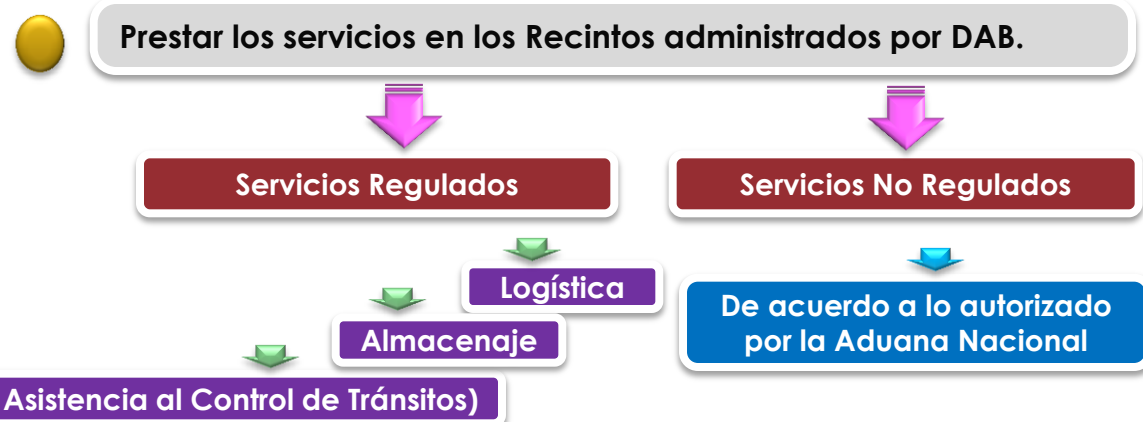 Prestar los servicios en los Recintos administrados por DAB.
Servicios Regulados
Servicios No Regulados
Logística
Almacenaje
Asistencia al Control de Tránsitos)
De acuerdo a lo autorizado
por la Aduana Nacional